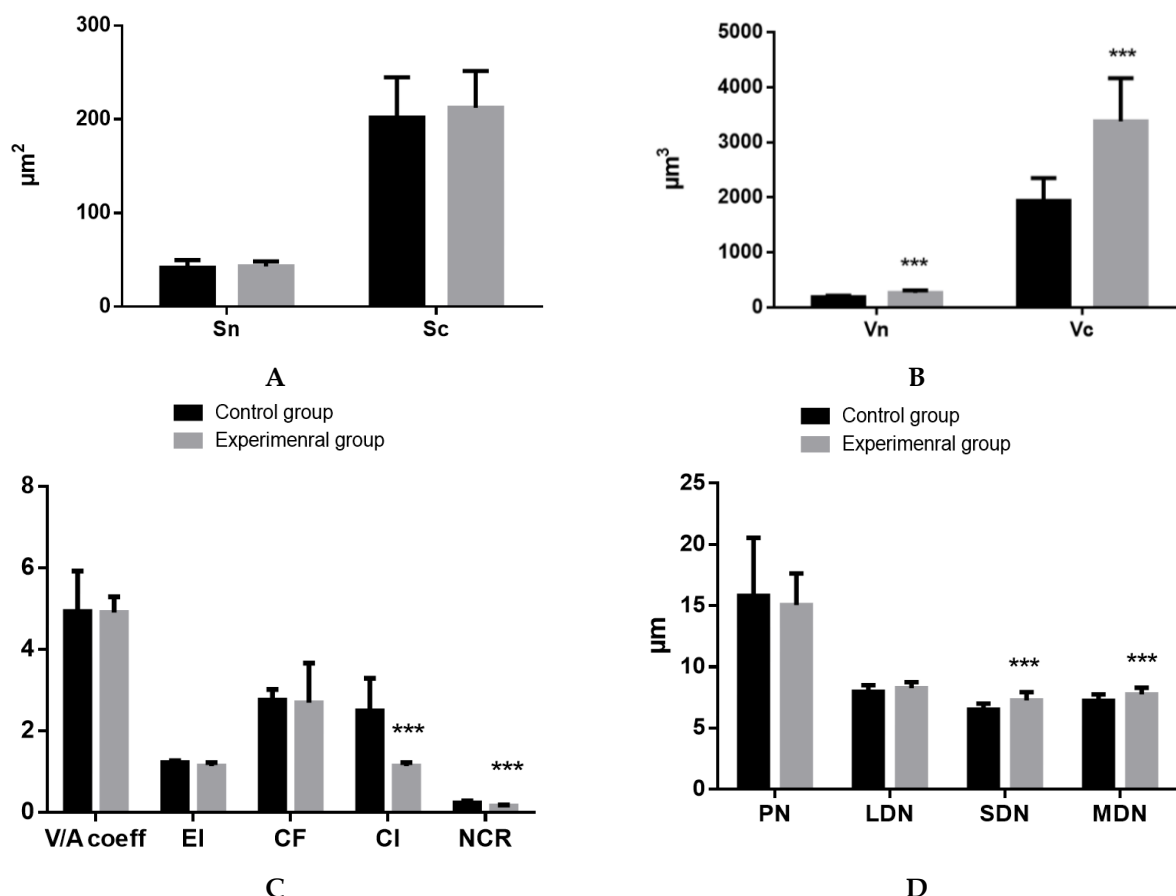 300
200
100
0
µm²
Sn Sc
A
5000
4000
3000
2000
1000
0
µm³
***
***
Vn Vc
B
Control group
Experimenral group
8
6
4
2
0
***
***
V/A coeff EI CF CI NCR
C
Control group
Experimenral group
25
20
15
10
5
0
µm
***
***
PN LDN SDN MDN
D